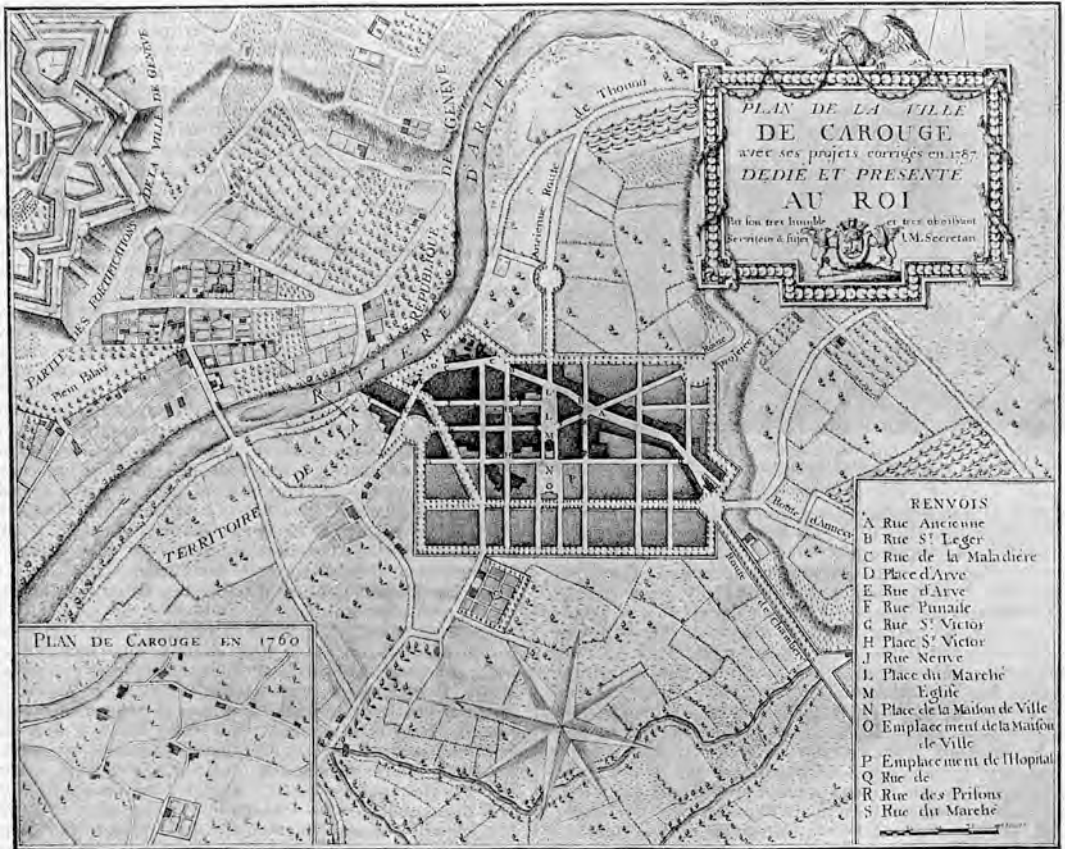 PLAN DE LA VILLE
DE CAROUGE
avec ses projets corrigés en 1787
DEDIE ET PRESENTÉ
AU ROI
Par son tres humble et tres obeissant
Serviteur & sujet J.M. Secretan
PARTIE DES FORTIFICATIONS DE LA VILLE DE GENEVE
Plein Palais
TERRITOIRE DE LA REPUBLIQUE DE GENEVE
RIVIERE D'ARVE
Ancienne Route de Thonon
Route Projetée
Route d'Annecy
Route de Chambery
L
M
N
O
P
H
PLAN DE CAROUGE EN 1760
RENVOIS
A Rue Ancienne
B Rue St. Leger
C Rue de la Maladiére
D Place d'Arve
E Rue d'Arve
F Rue Punaise
G Rue St. Victor
H Place St. Victor
J Rue Neuve
L Place du Marché
M Eglise
N Place de la Maison de Ville
O Emplacement de la Maison
de Ville
P Emplacement de l'Hopital
Q Rue de
R Rue des Prisons
S Rue du Marché